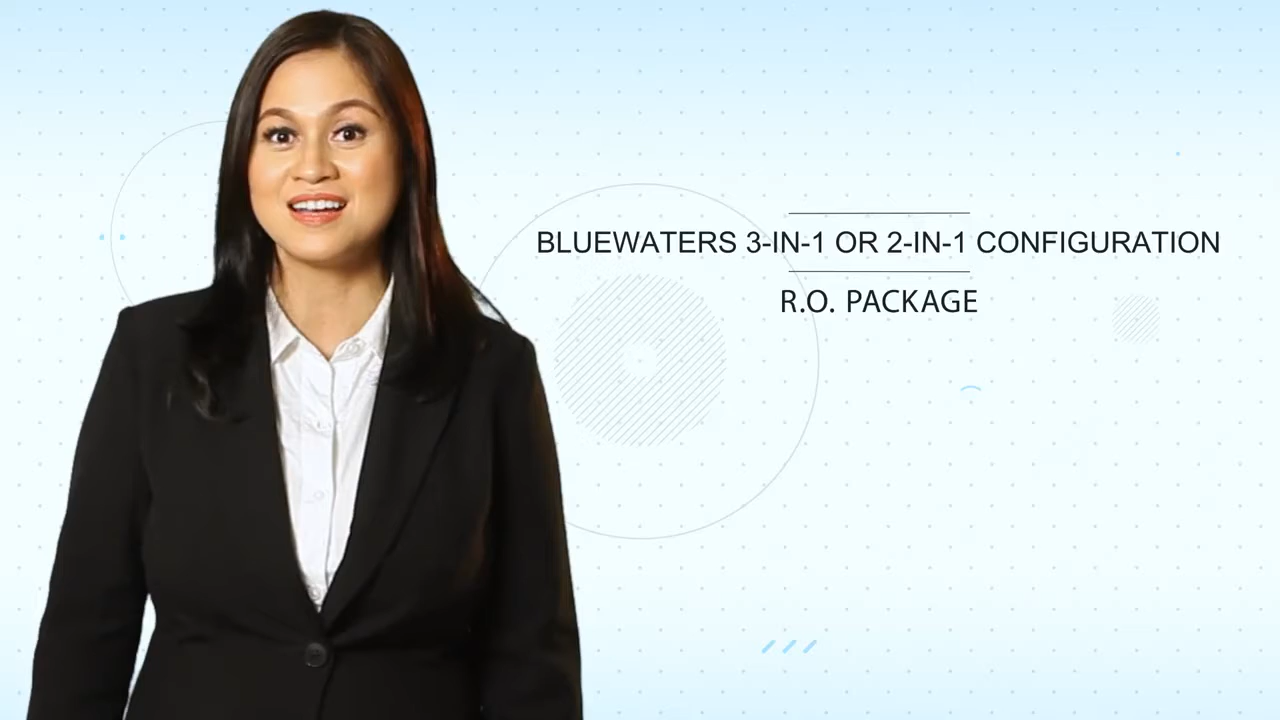 BLUEWATERS 3-IN-1 OR 2-IN-1 CONFIGURATION
R.O. PACKAGE